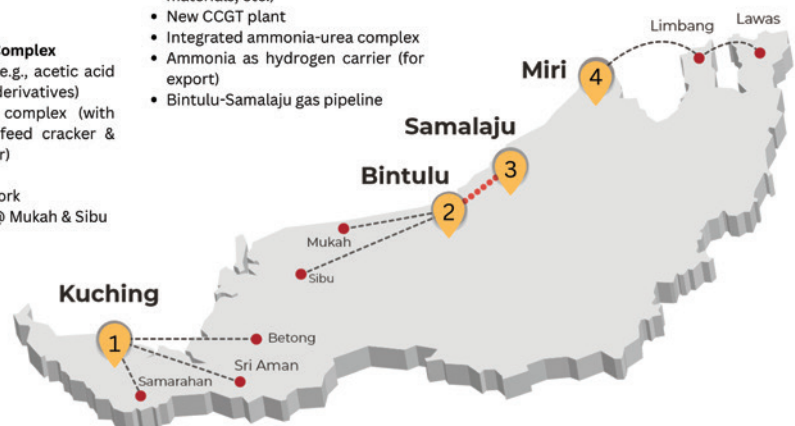 Complex
e.g., acetic acid
derivatives)
complex (with
feed cracker &
r)
ork
@ Mukah & Sibu
materials, etc.)
• New CCGT plant
• Integrated ammonia-urea complex
• Ammonia as hydrogen carrier (for
export)
• Bintulu-Samalaju gas pipeline
Limbang
Lawas
Miri
4
Samalaju
3
Bintulu
2
Mukah
Sibu
Kuching
1
Betong
Sri Aman
Samarahan